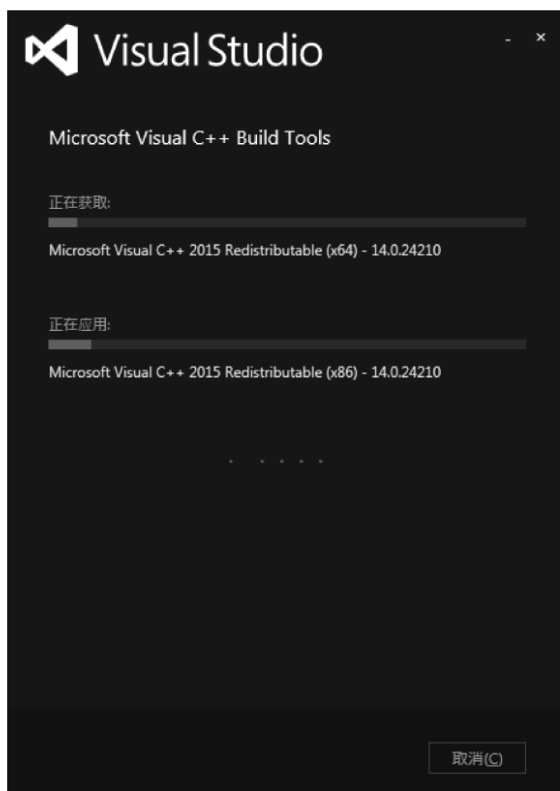 Visual Studio
Microsoft Visual C++ Build Tools
正在获取:
Microsoft Visual C++ 2015 Redistributable (x64) - 14.0.24210
正在应用:
Microsoft Visual C++ 2015 Redistributable (x86) - 14.0.24210
取消(C)